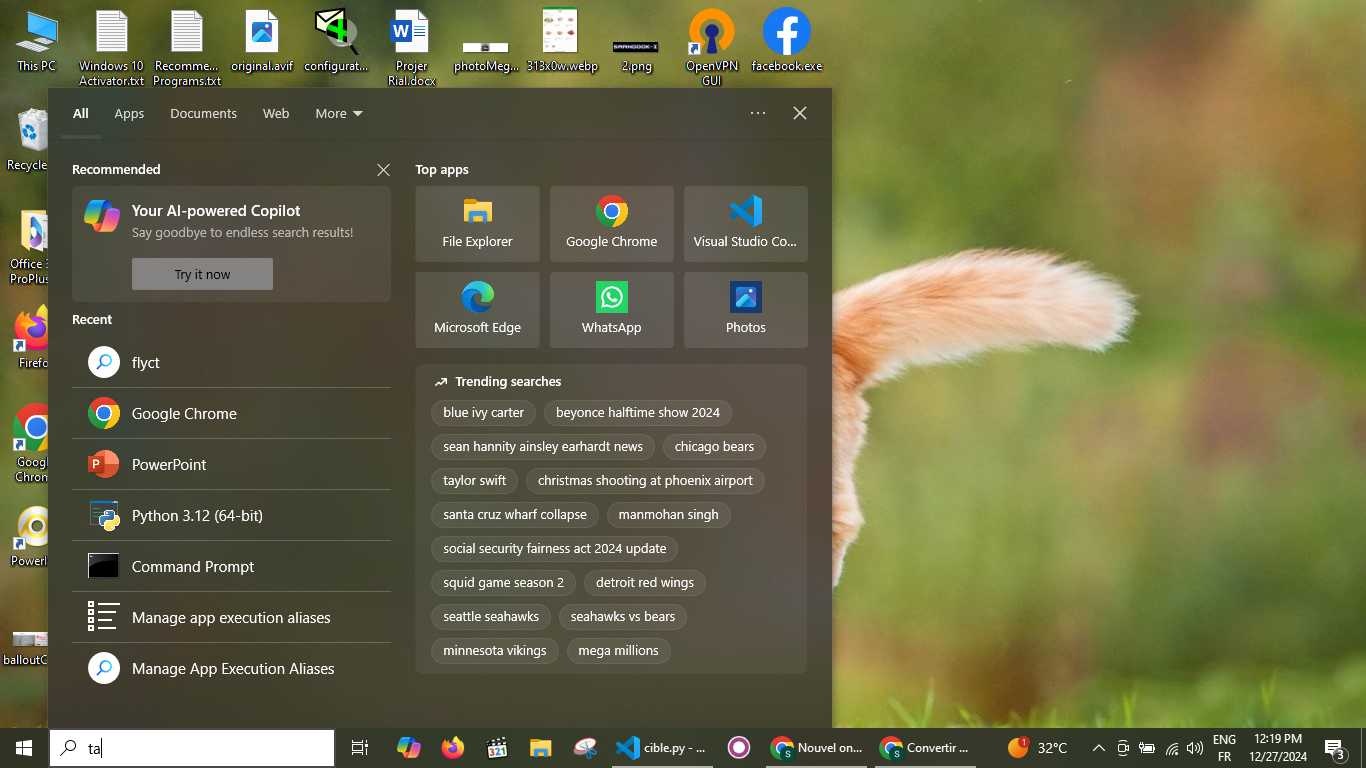 This PC
Windows 10 Activator.txt
Recomme... Programs.txt
original.avif
configurat...
Projer Rial.docx
photoMeg...
313x0w.webp
2.png
OpenVPN GUI
facebook.exe
Recycle
Office 3
ProPlus
Firefo
Googl
Chrom
PowerI
balloutC
All
Apps
Documents
Web
More
Recommended
Your AI-powered Copilot
Say goodbye to endless search results!
Try it now
Recent
flyct
Google Chrome
PowerPoint
Python 3.12 (64-bit)
Command Prompt
Manage app execution aliases
Manage App Execution Aliases
Top apps
File Explorer
Google Chrome
Visual Studio Co...
Microsoft Edge
WhatsApp
Photos
Trending searches
blue ivy carter
beyonce halftime show 2024
sean hannity ainsley earhardt news
chicago bears
taylor swift
christmas shooting at phoenix airport
santa cruz wharf collapse
manmohan singh
social security fairness act 2024 update
squid game season 2
detroit red wings
seattle seahawks
seahawks vs bears
minnesota vikings
mega millions
ta
cible.py - ...
Nouvel on...
Convertir ...
1
32°C
ENG
FR
12:19 PM
12/27/2024
3